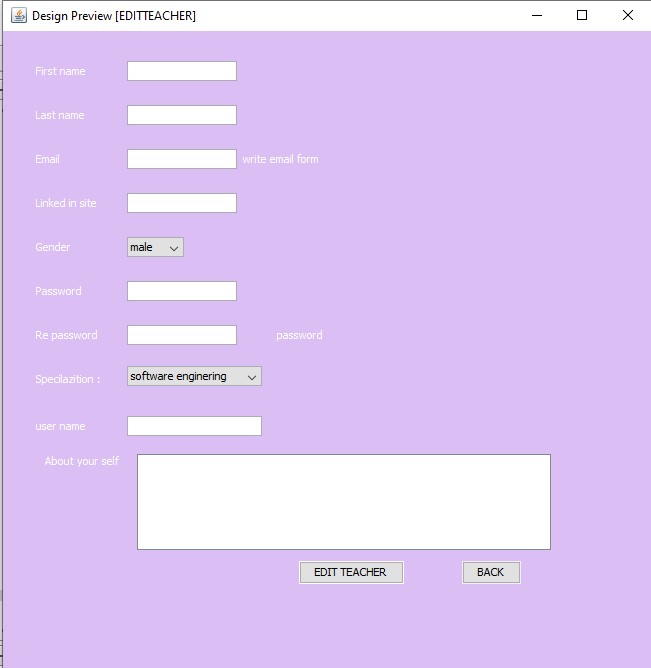 Design Preview [EDITTEACHER]
First name
Last name
Email write email form
Linked in site
Gender male
Password
Re password password
Specilazition : software enginering
user name
About your self
EDIT TEACHER BACK